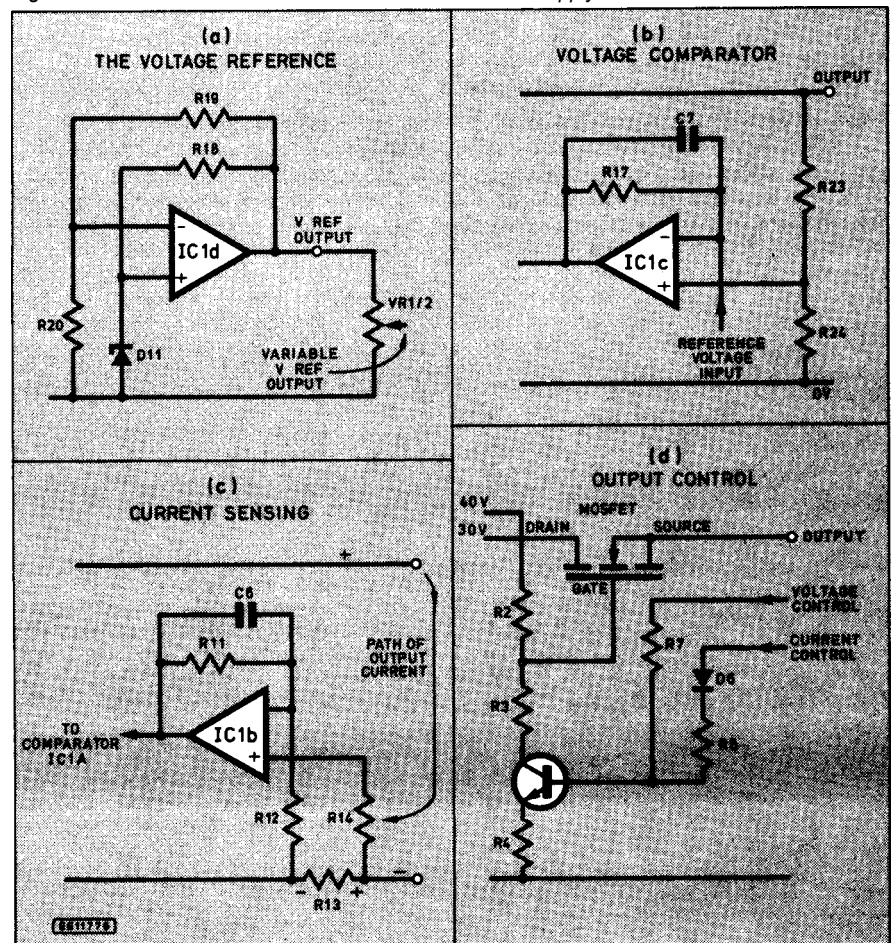 (a)
THE VOLTAGE REFERENCE
R19
R18
-
+
IC1d
V REF
OUTPUT
R20
D11
VR1/2
VARIABLE
V REF
OUTPUT
(b)
VOLTAGE COMPARATOR
OUTPUT
C7
R17
R23
-
+
IC1c
R24
REFERENCE
VOLTAGE
INPUT
0V
(c)
CURRENT SENSING
+
C6
R11
PATH OF
OUTPUT
CURRENT
-
+
IC1b
TO
COMPARATOR
IC1A
R12
R14
-
- R13 +
(d)
OUTPUT CONTROL
40V
MOSFET
30V DRAIN SOURCE
OUTPUT
GATE
VOLTAGE
CONTROL
R2
R7
CURRENT
CONTROL
D6
R3
R4